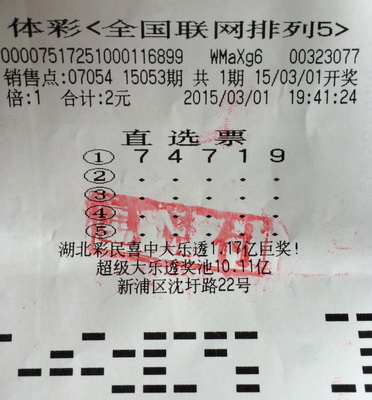 体彩<全国联网排列5>
000075172510001​16899 WMaXg6 00323077
销售点:07054 15053期 共1期 15/03/01开奖
倍:1 合计:2元 2015/03/01 19:41:24
直选票
① 7 4 7 1 9
② . . . . .
③ . . . . .
④ . . . . .
⑤ . . . . .
湖北彩民喜中大乐透1.17亿巨奖!
超级大乐透奖池10.11亿
新浦区沈圩路22号